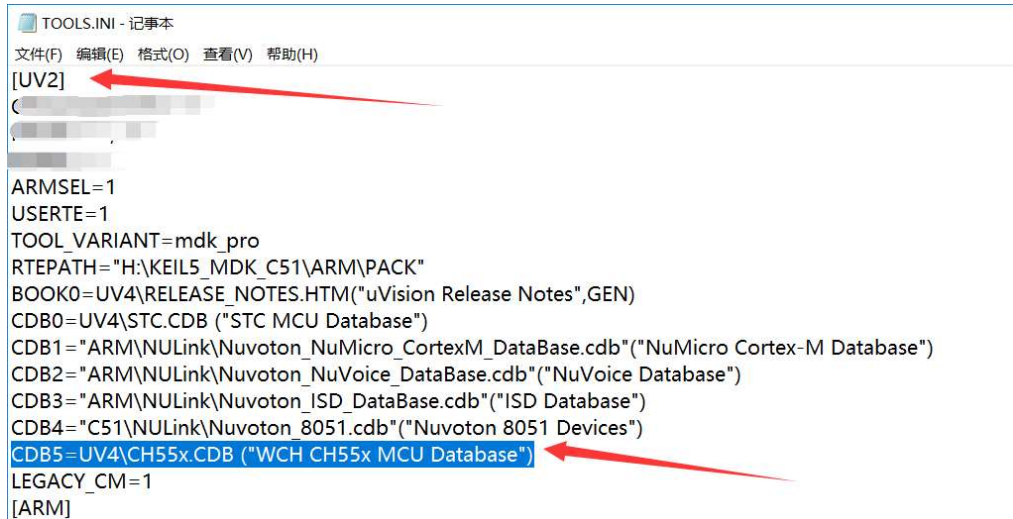 TOOLS.INI - 记事本
文件(F) 编辑(E) 格式(O) 查看(V) 帮助(H)
[UV2]
ARMSEL=1
USERTE=1
TOOL_VARIANT=mdk_pro
RTEPATH="H:\KEIL5_MDK_C51\ARM\PACK"
BOOK0=UV4\RELEASE_NOTES.HTM("uVision Release Notes",GEN)
CDB0=UV4\STC.CDB ("STC MCU Database")
CDB1="ARM\NULink\Nuvoton_NuMicro_CortexM_DataBase.cdb"("NuMicro Cortex-M Database")
CDB2="ARM\NULink\Nuvoton_NuVoice_DataBase.cdb"("NuVoice Database")
CDB3="ARM\NULink\Nuvoton_ISD_DataBase.cdb"("ISD Database")
CDB4="C51\NULink\Nuvoton_8051.cdb"("Nuvoton 8051 Devices")
CDB5=UV4\CH55x.CDB ("WCH CH55x MCU Database")
LEGACY_CM=1
[ARM]